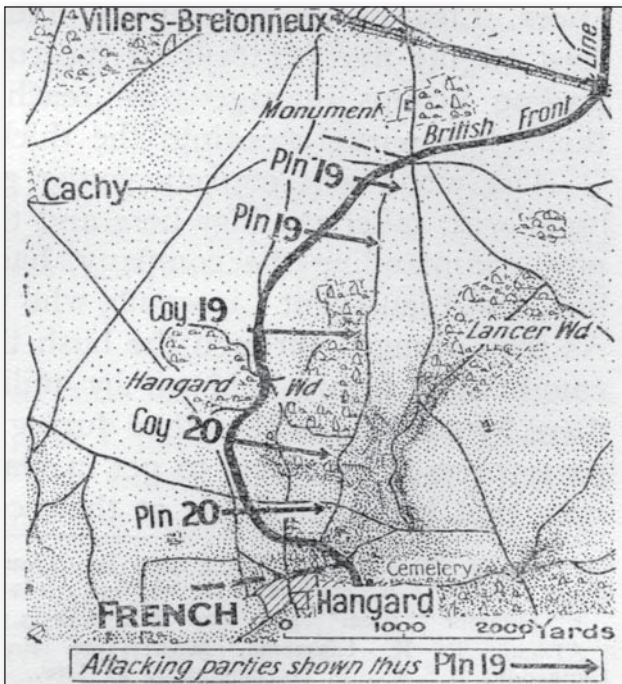 Villers-Bretonneux
Line
Monument
British Front
Pln 19
Cachy
Pln 19
Coy 19
Lancer Wd
Hangard Wd
Coy 20
Pln 20
Cemetery
FRENCH
Hangard
0 1000 2000 Yards
Attacking parties shown thus Pln 19